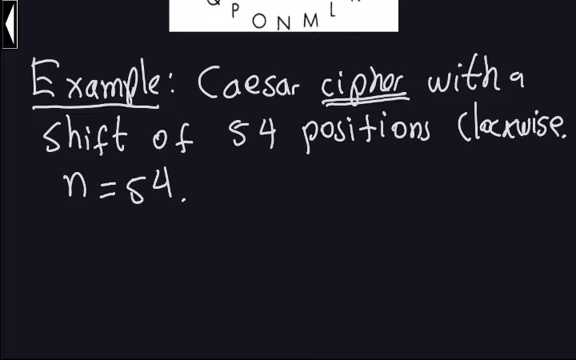 Q P O N M L
Example: Caesar cipher with a
shift of 54 positions clockwise.
n = 54.